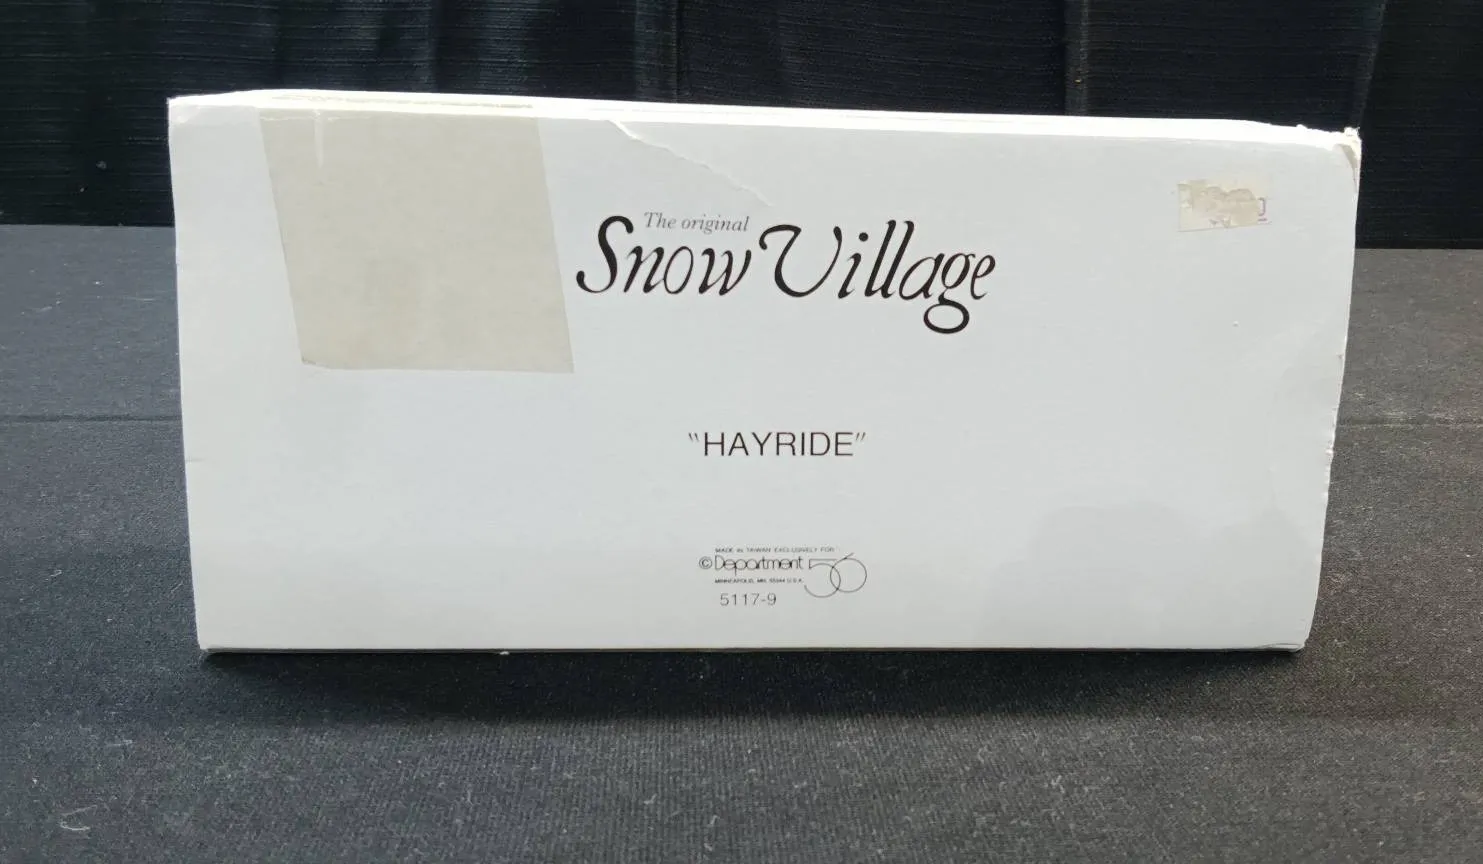 The original
Snow Village
"HAYRIDE"
MADE IN TAIWAN EXCLUSIVELY FOR
©Department 56
MINNEAPOLIS, MN. 55344 U.S.A.
5117-9